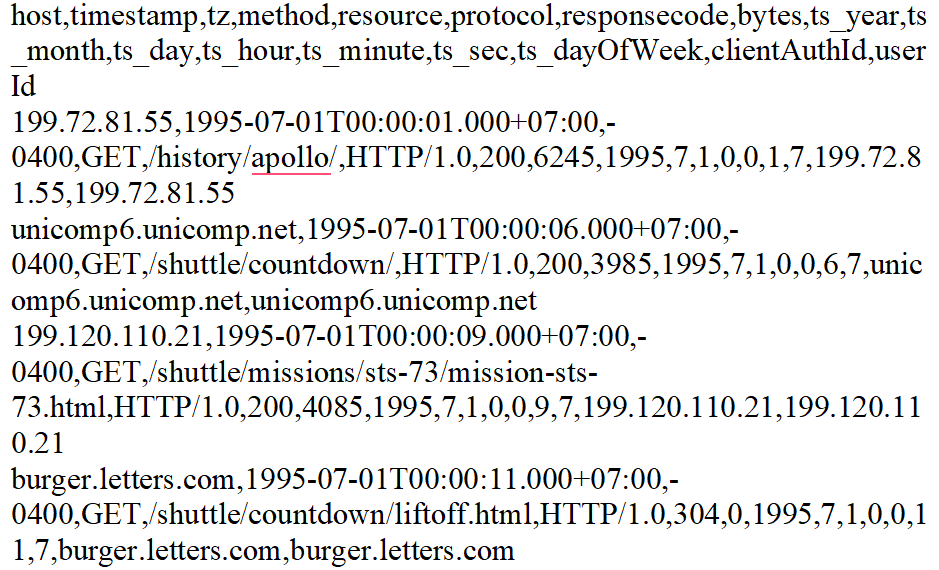 host,timestamp,tz,method,resource,protocol,responsecode,bytes,ts_year,ts
_month,ts_day,ts_hour,ts_minute,ts_sec,ts_dayOfWeek,clientAuthId,user
Id
199.72.81.55,1995-07-01T00:00:01.000+07:00,-
0400,GET,/history/apollo/,HTTP/1.0,200,6245,1995,7,1,0,0,1,7,199.72.8
1.55,199.72.81.55
unicomp6.unicomp.net,1995-07-01T00:00:06.000+07:00,-
0400,GET,/shuttle/countdown/,HTTP/1.0,200,3985,1995,7,1,0,0,6,7,unic
omp6.unicomp.net,unicomp6.unicomp.net
199.120.110.21,1995-07-01T00:00:09.000+07:00,-
0400,GET,/shuttle/missions/sts-73/mission-sts-
73.html,HTTP/1.0,200,4085,1995,7,1,0,0,9,7,199.120.110.21,199.120.11
0.21
burger.letters.com,1995-07-01T00:00:11.000+07:00,-
0400,GET,/shuttle/countdown/liftoff.html,HTTP/1.0,304,0,1995,7,1,0,0,1
1,7,burger.letters.com,burger.letters.com